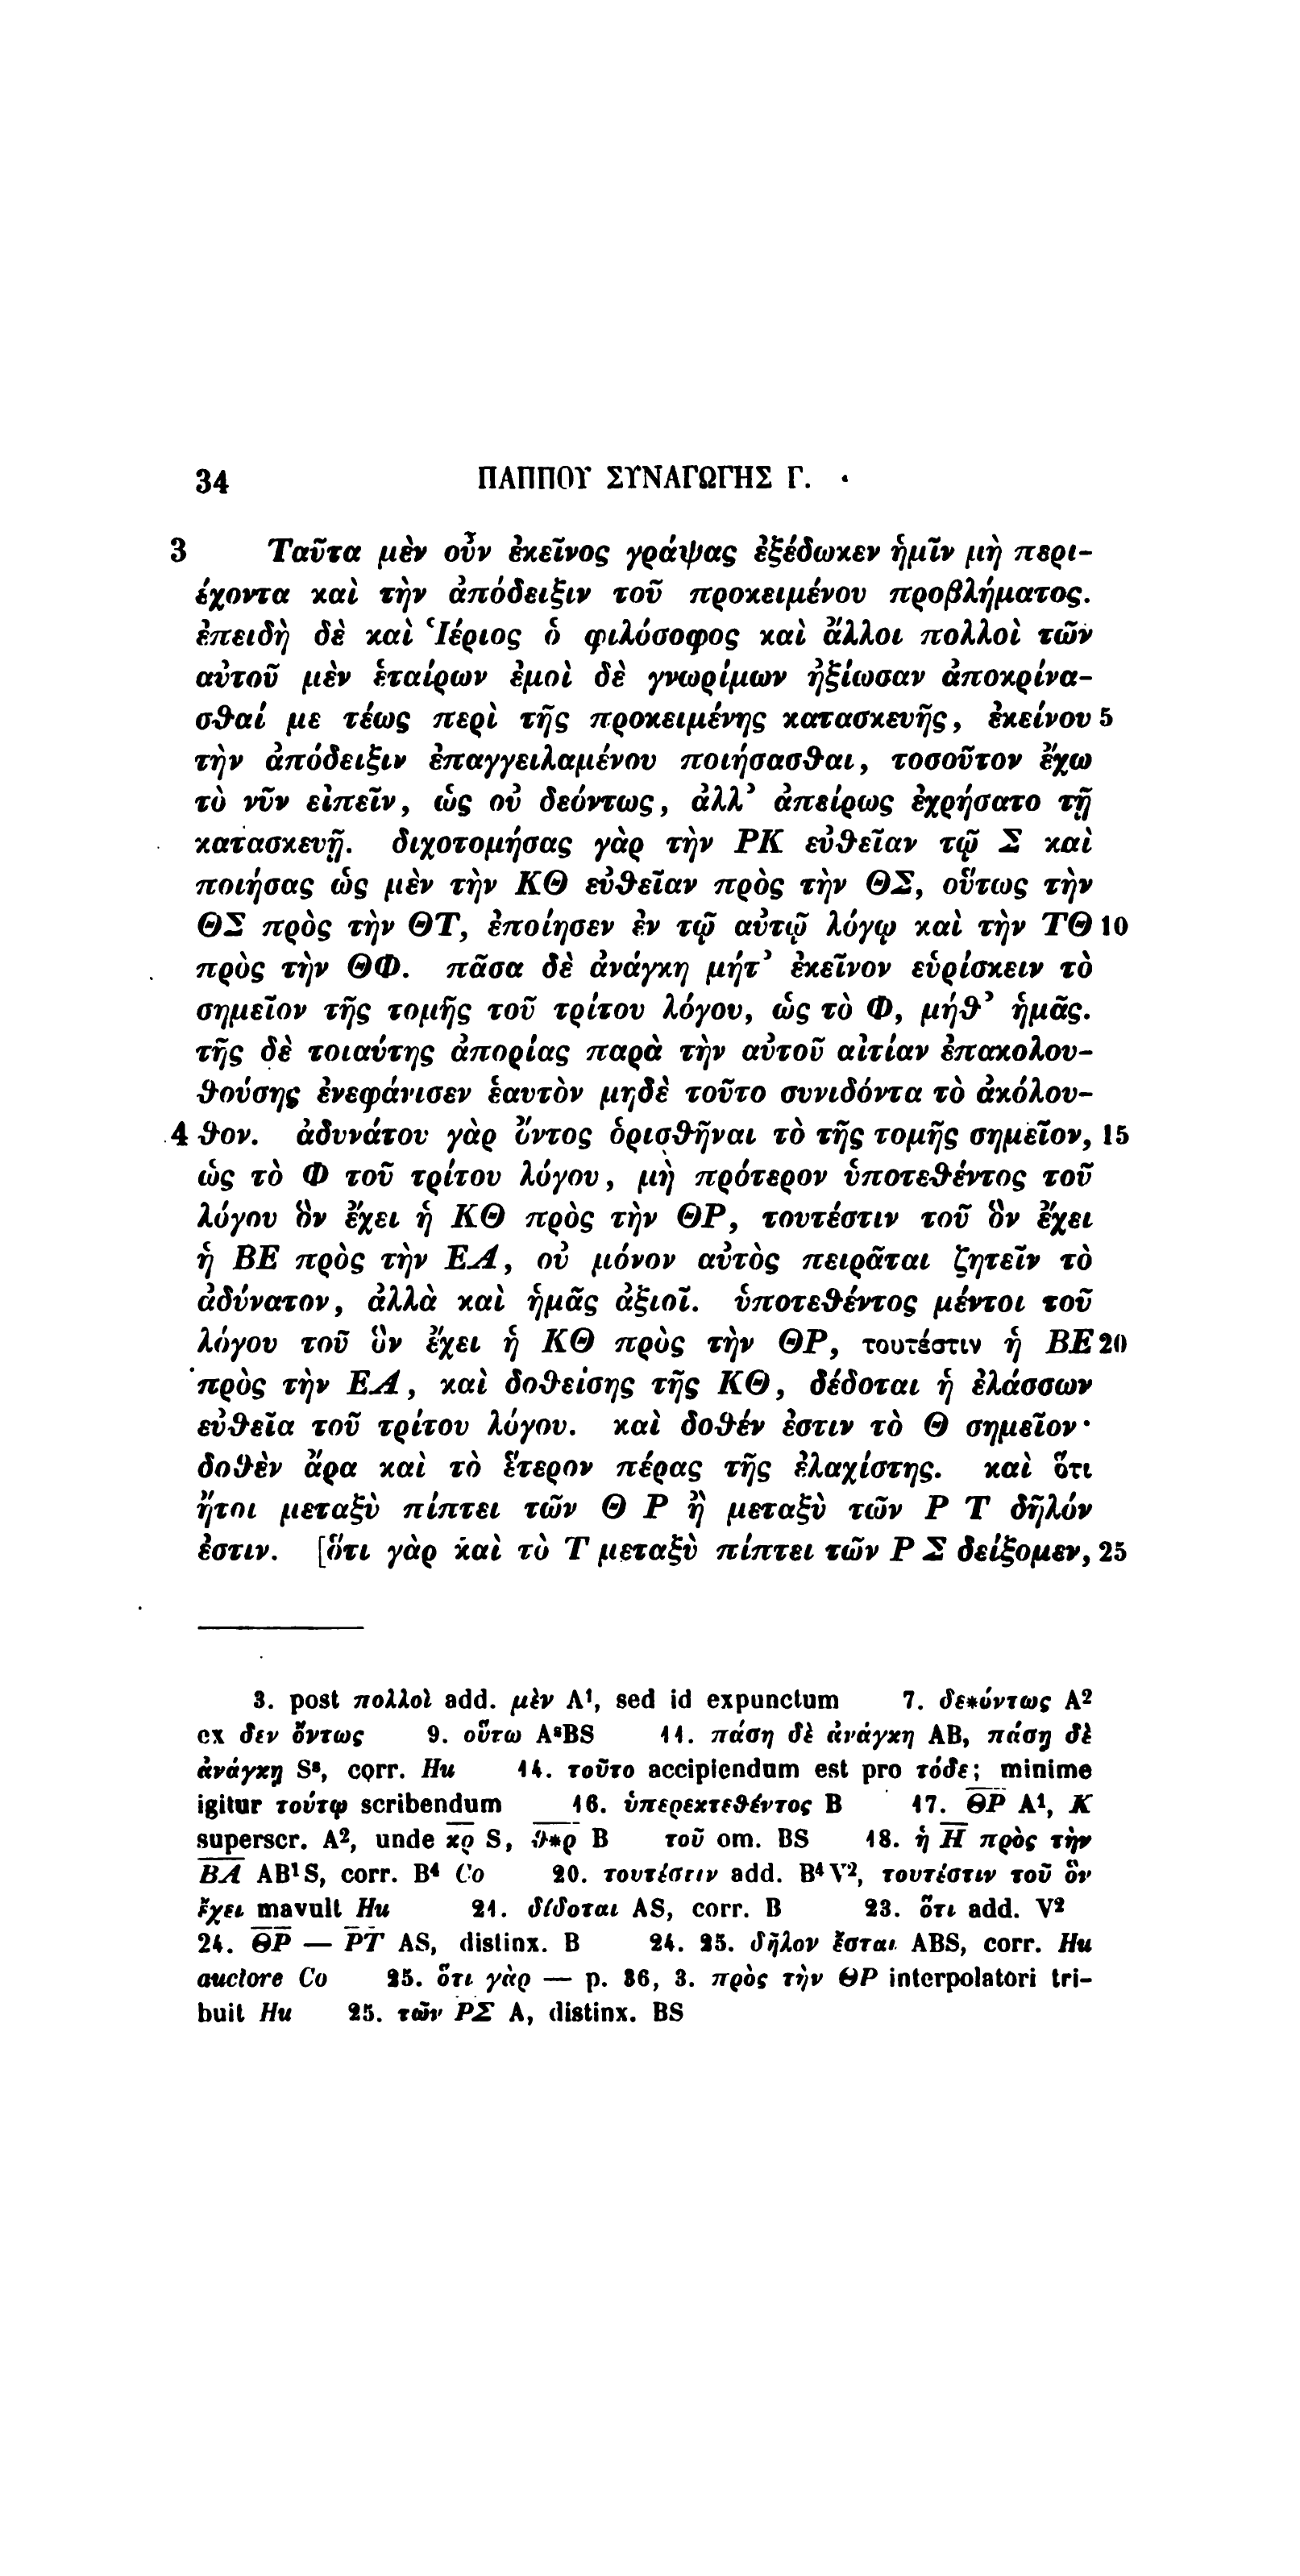 34 ΠΑΠΠΟΥ ΣΥΝΑΓΩΓΗΣ Γ.
3 Ταῦτα μὲν οὖν ἐκεῖνος γράψας ἐξέδωκεν ἡμῖν μὴ περι-
έχοντα καὶ τὴν ἀπόδειξιν τοῦ προκειμένου προβλήματος.
ἐπειδὴ δὲ καὶ Ἱέριος ὁ φιλόσοφος καὶ ἄλλοι πολλοὶ τῶν
αὐτοῦ μὲν ἑταίρων ἐμοὶ δὲ γνωρίμων ἠξίωσαν ἀποκρίνα-
σθαί με τέως περὶ τῆς προκειμένης κατασκευῆς, ἐκείνου 5
τὴν ἀπόδειξιν ἐπαγγειλαμένου ποιήσασθαι, τοσοῦτον ἔχω
τὸ νῦν εἰπεῖν, ὡς οὐ δεόντως, ἀλλ᾽ ἀπείρως ἐχρήσατο τῇ
κατασκευῇ. διχοτομήσας γὰρ τὴν ΡΚ εὐθεῖαν τῷ Σ καὶ
ποιήσας ὡς μὲν τὴν ΚΘ εὐθεῖαν πρὸς τὴν ΘΣ, οὕτως τὴν
ΘΣ πρὸς τὴν ΘΤ, ἐποίησεν ἐν τῷ αὐτῷ λόγῳ καὶ τὴν ΤΘ 10
πρὸς τὴν ΘΦ. πᾶσα δὲ ἀνάγκη μήτ᾽ ἐκεῖνον εὑρίσκειν τὸ
σημεῖον τῆς τομῆς τοῦ τρίτου λόγου, ὡς τὸ Φ, μήθ᾽ ἡμᾶς.
τῆς δὲ τοιαύτης ἀπορίας παρὰ τὴν αὐτοῦ αἰτίαν ἐπακολου-
θούσης ἐνεφάνισεν ἑαυτὸν μηδὲ τοῦτο συνιδόντα τὸ ἀκόλου-
4 θον. ἀδυνάτου γὰρ ὄντος ὁρισθῆναι τὸ τῆς τομῆς σημεῖον, 15
ὡς τὸ Φ τοῦ τρίτου λόγου, μὴ πρότερον ὑποτεθέντος τοῦ
λόγου ὃν ἔχει ἡ ΚΘ πρὸς τὴν ΘΡ, τουτέστιν τοῦ ὃν ἔχει
ἡ ΒΕ πρὸς τὴν ΕΑ, οὐ μόνον αὐτὸς πειρᾶται ζητεῖν τὸ
ἀδύνατον, ἀλλὰ καὶ ἡμᾶς ἀξιοῖ. ὑποτεθέντος μέντοι τοῦ
λόγου τοῦ ὃν ἔχει ἡ ΚΘ πρὸς τὴν ΘΡ, τουτέστιν ἡ ΒΕ 20
πρὸς τὴν ΕΑ, καὶ δοθείσης τῆς ΚΘ, δέδοται ἡ ἐλάσσων
εὐθεῖα τοῦ τρίτου λόγου. καὶ δοθέν ἐστιν τὸ Θ σημεῖον·
δοθὲν ἄρα καὶ τὸ ἕτερον πέρας τῆς ἐλαχίστης. καὶ ὅτι
ἤτοι μεταξὺ πίπτει τῶν Θ Ρ ἢ μεταξὺ τῶν Ρ Τ δῆλόν
ἐστιν. [ὅτι γὰρ καὶ τὸ Τ μεταξὺ πίπτει τῶν Ρ Σ δείξομεν, 25
3. post πολλοὶ add. μὲν A¹, sed id expunctum 7. δε*όντως A²
ex δεν ὄντως 9. οὕτω AˢBS 11. πάση δὲ ἀνάγκη AB, πάσῃ δὲ
ἀνάγκῃ Sˢ, corr. Hu 14. τοῦτο accipiendum est pro τόδε; minime
igitur τούτῳ scribendum 16. ὑπερεκτεθέντος B 17. Θ̅Ρ̅ A¹, K
superscr. A², unde κ̅ρ̅ S, ϑ̅*̅ρ̅ B τοῦ om. BS 18. ἡ H̅ πρὸς τὴν
B̅A̅ AB¹S, corr. B⁴ Co 20. τουτέστιν add. B⁴V², τουτέστιν τοῦ ὃν
ἔχει mavult Hu 21. δίδοται AS, corr. B 23. ὅτι add. V²
24. Θ̅Ρ̅ — Ρ̅Τ̅ AS, distinx. B 24. 25. δῆλον ἔσται ABS, corr. Hu
auctore Co 25. ὅτι γὰρ — p. 36, 3. πρὸς τὴν ΘΡ interpolatori tri-
buit Hu 25. τῶν ΡΣ A, distinx. BS